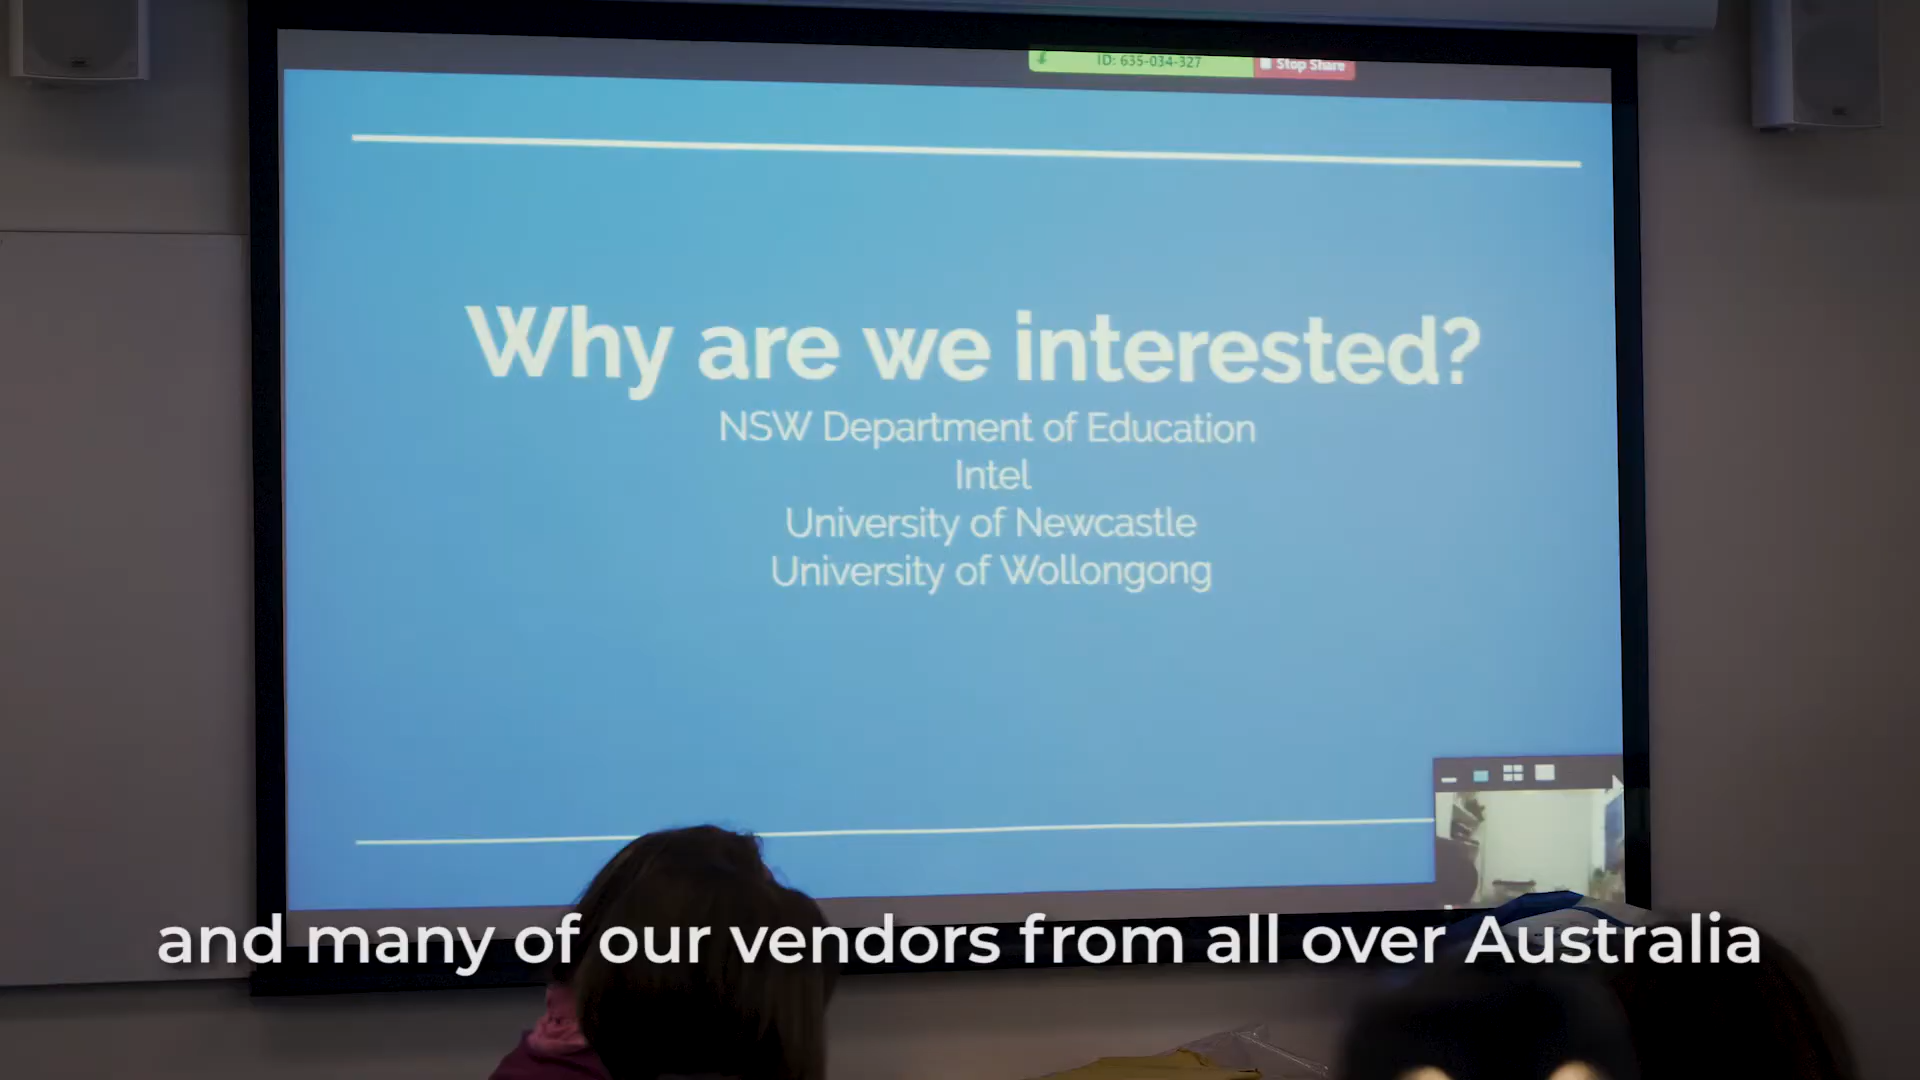 ID: 635-034-327
Stop Share
Why are we interested?
NSW Department of Education
Intel
University of Newcastle
University of Wollongong
and many of our vendors from all over Australia